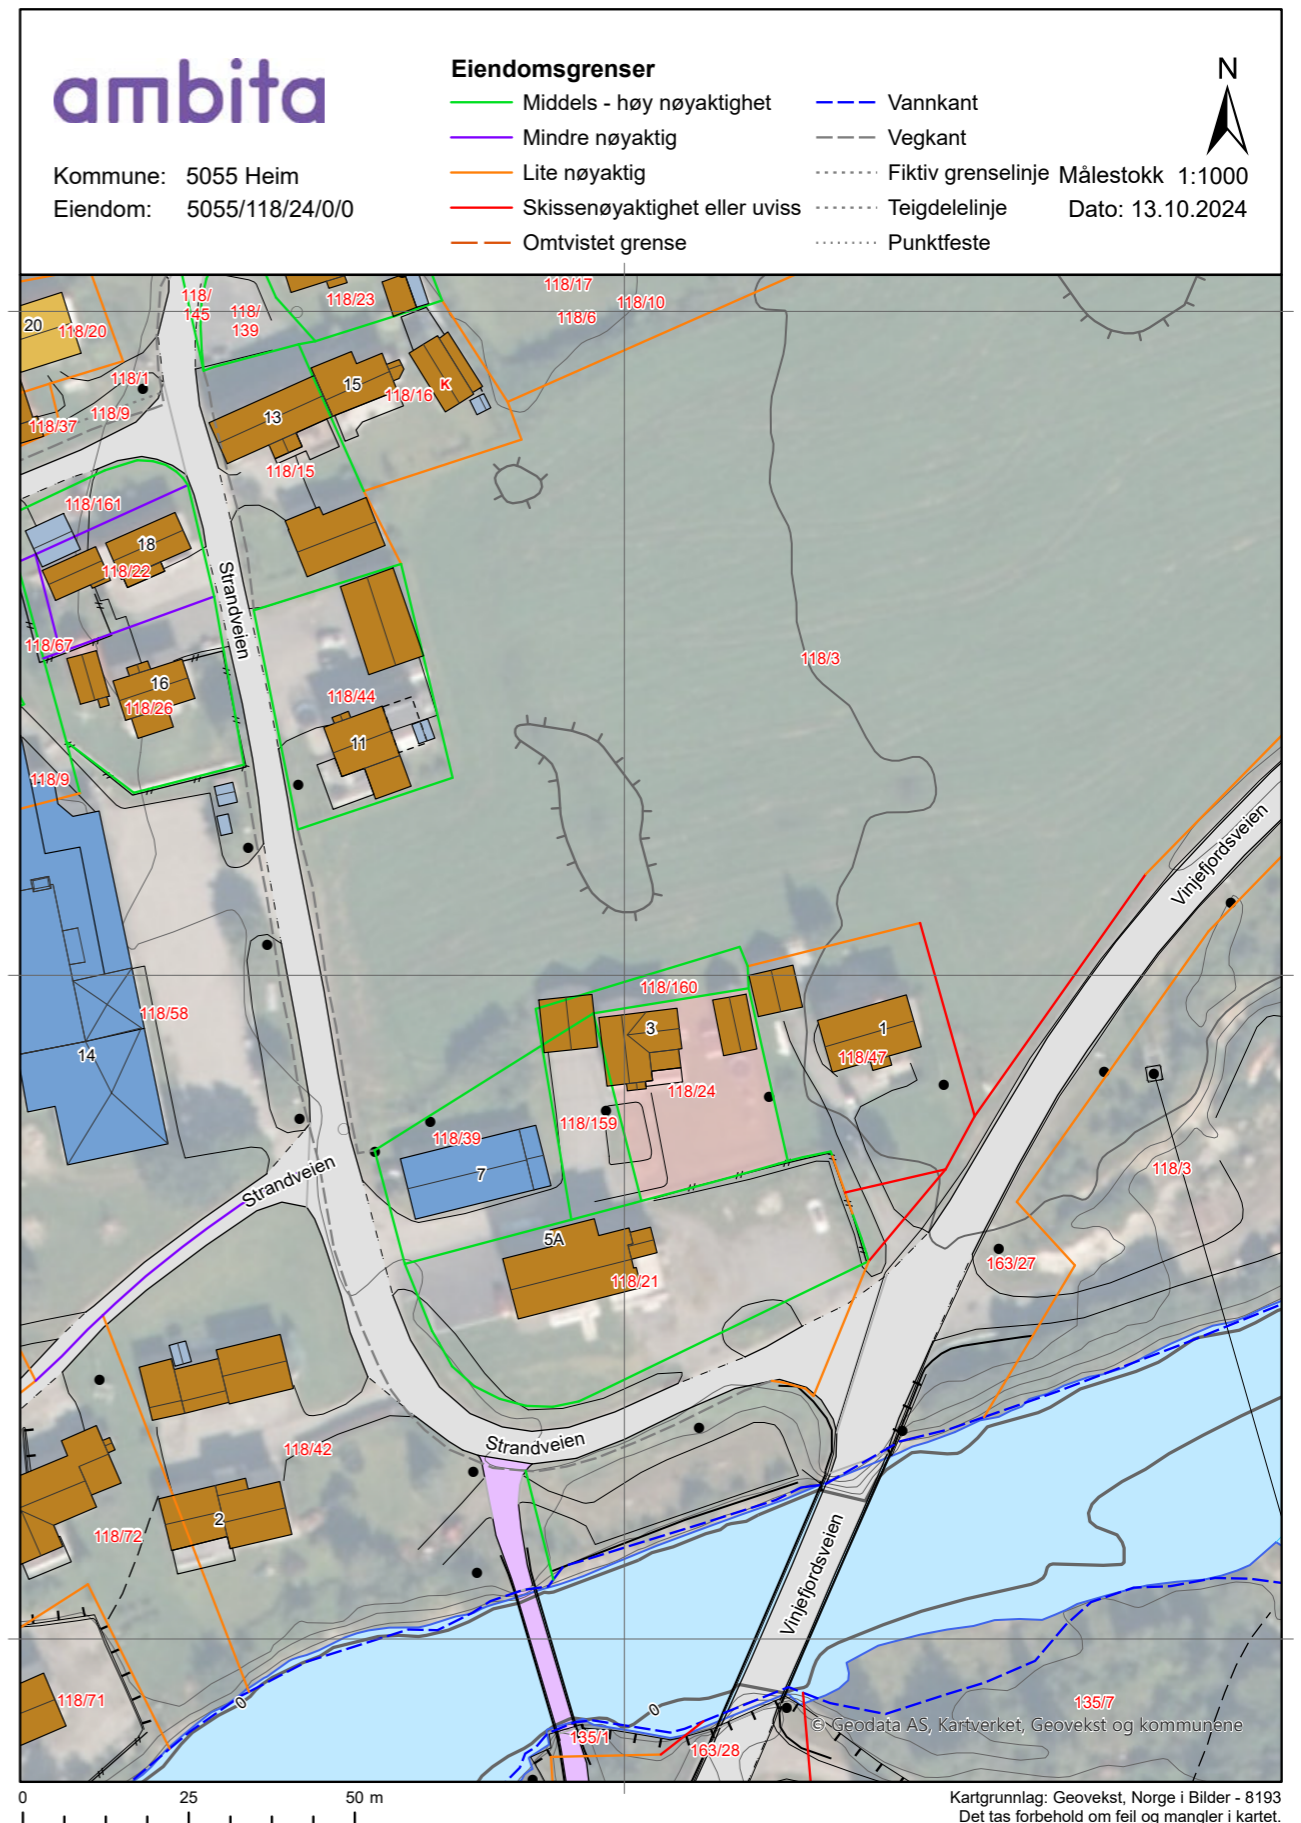 ambita
Kommune: 5055 Heim
Eiendom: 5055/118/24/0/0
Eiendomsgrenser
Middels - høy nøyaktighet
Mindre nøyaktig
Lite nøyaktig
Skissenøyaktighet eller uviss
Omtvistet grense
Vannkant
Vegkant
Fiktiv grenselinje
Teigdelelinje
Punktfeste
N
Målestokk 1:1000
Dato: 13.10.2024
118/17
118/23
118/10
118/
145
118/
139
118/6
20
118/20
118/1
15
K
118/16
118/9
118/37
13
118/15
118/161
18
118/22
Strandveien
118/67
118/3
16
118/26
118/44
11
118/9
Vinjefjordsveien
118/160
118/58
3
1
14
118/47
118/24
118/159
118/39
7
118/3
Strandveien
5A
118/21
163/27
118/42
Strandveien
2
118/72
Vinjefjordsveien
118/71
0
0
135/7
135/1
163/28
© Geodata AS, Kartverket, Geovekst og kommunene
0 25 50 m
Kartgrunnlag: Geovekst, Norge i Bilder - 8193
Det tas forbehold om feil og mangler i kartet.